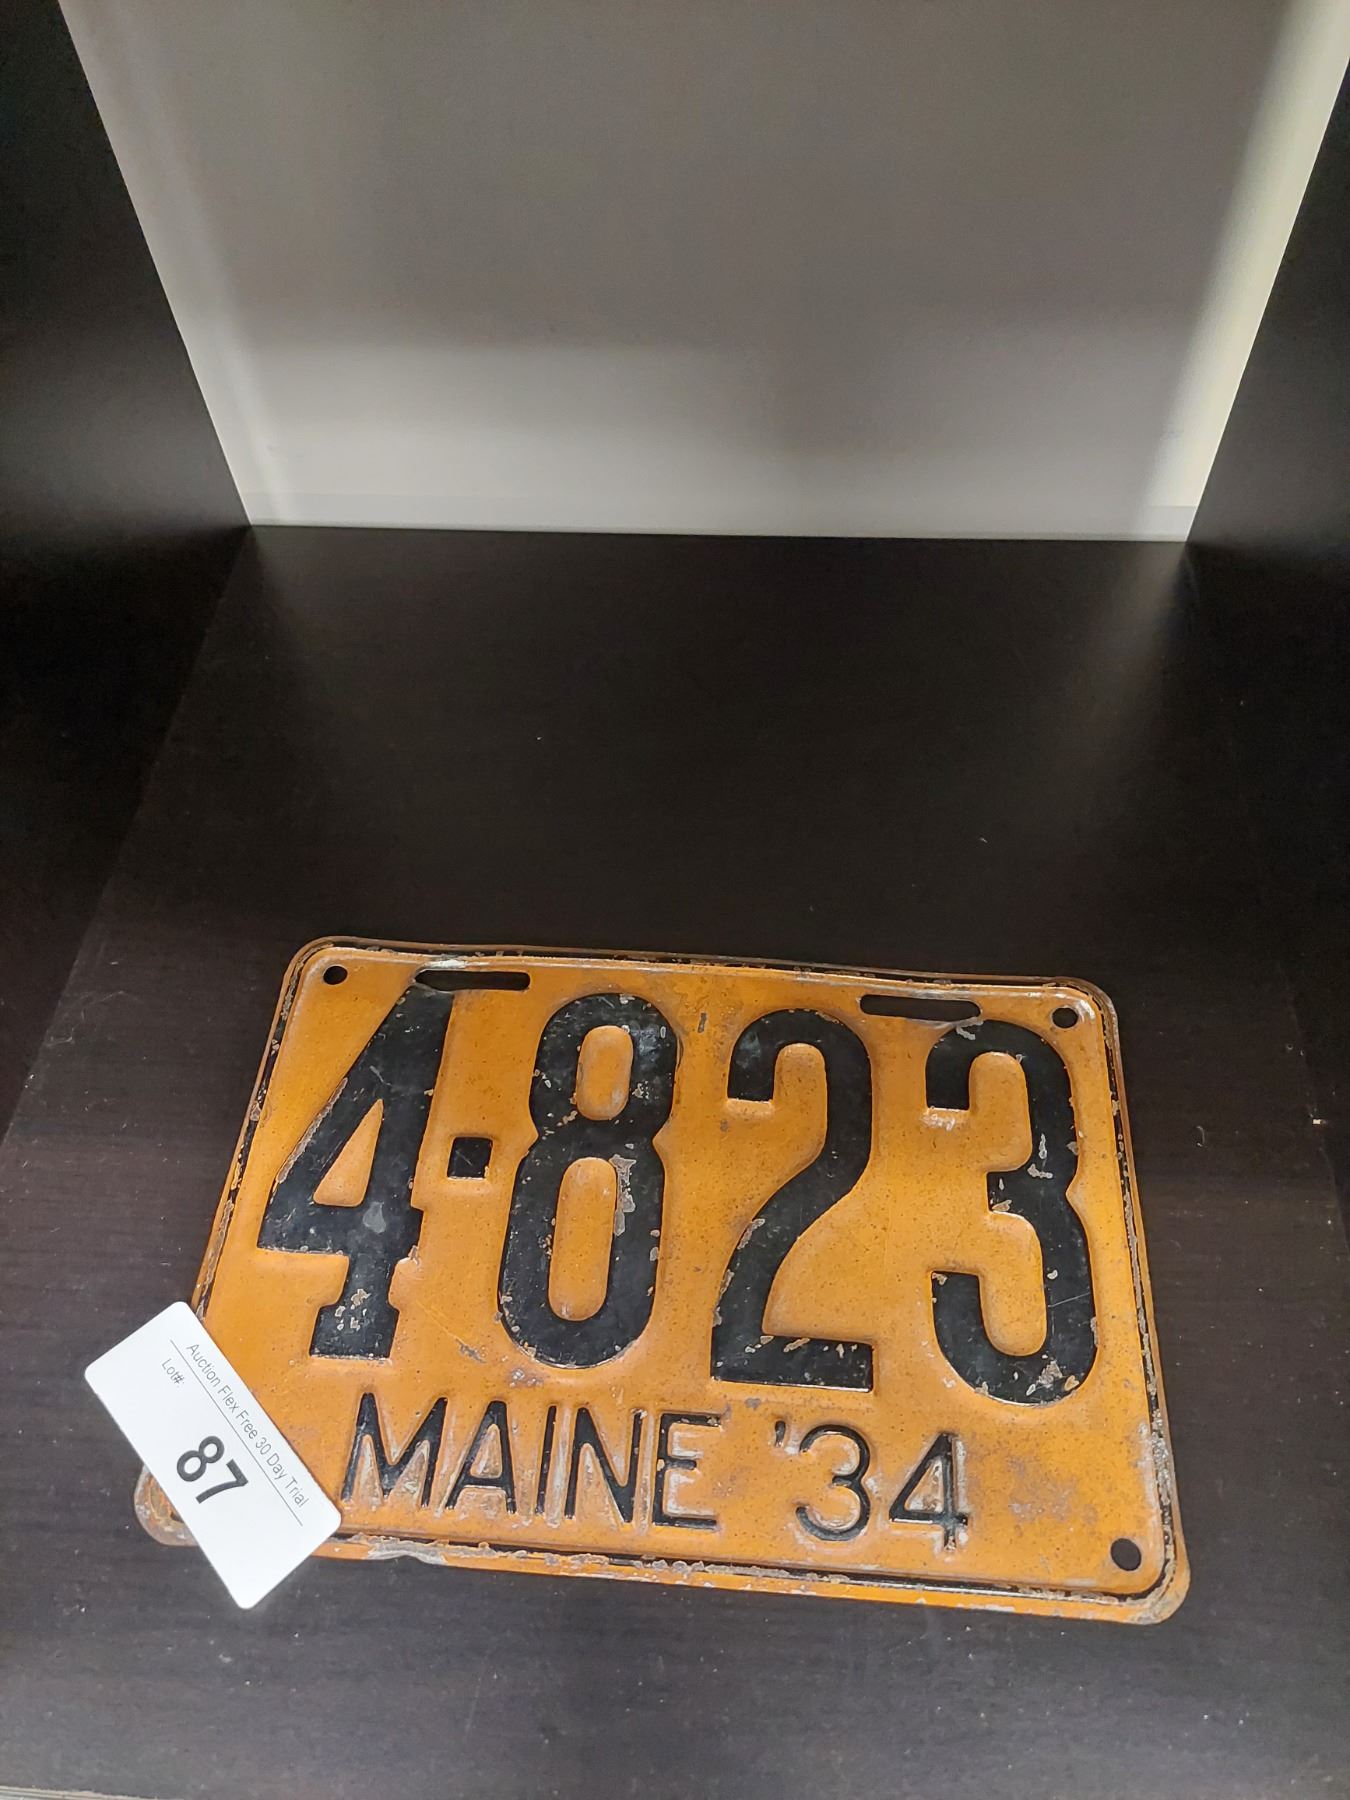 4-823
MAINE '34
Auction Flex Free 30 Day Trial
Lot#:
87